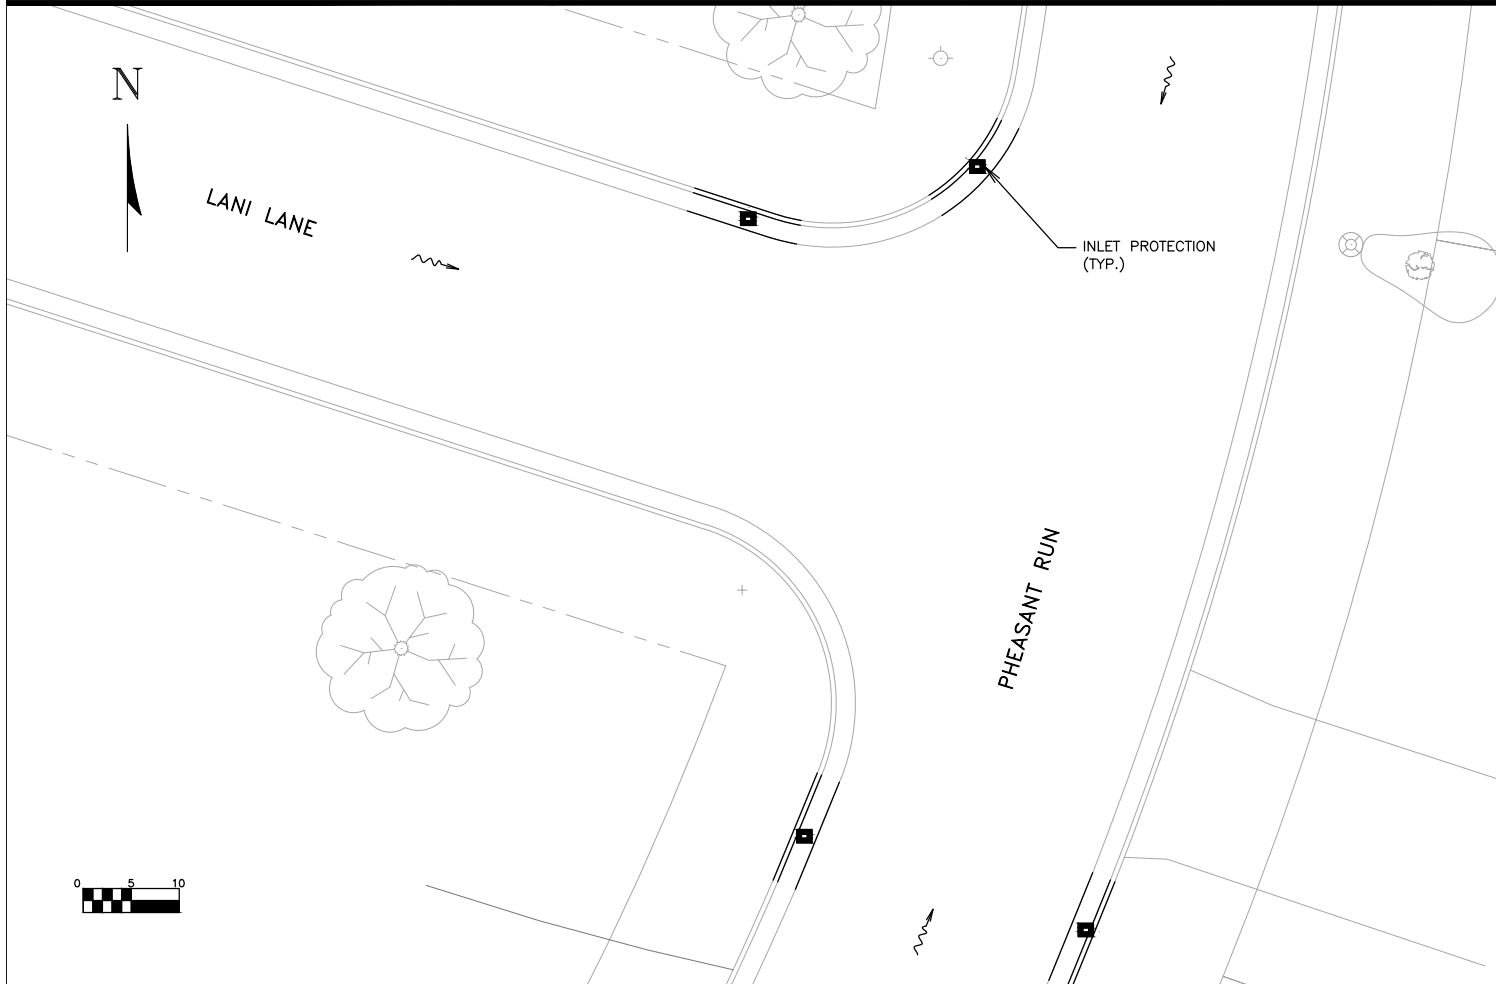 N
LANI LANE
INLET PROTECTION
(TYP.)
PHEASANT RUN
0 5 10